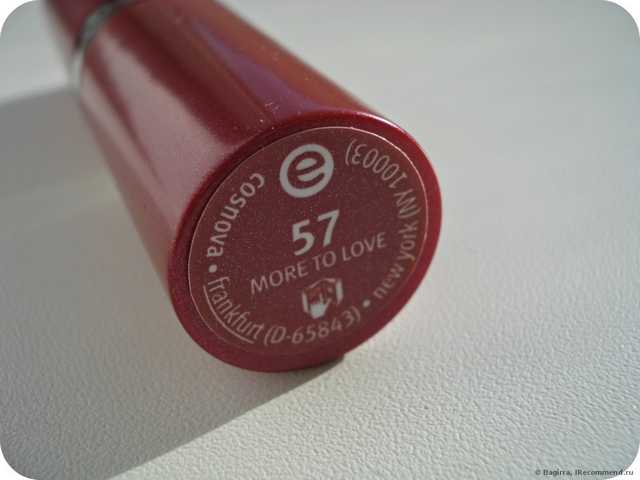 e
57
MORE TO LOVE
cosnova • frankfurt (D-65843) • new york (NY 10003)
© Bagirra, IRecommend.ru